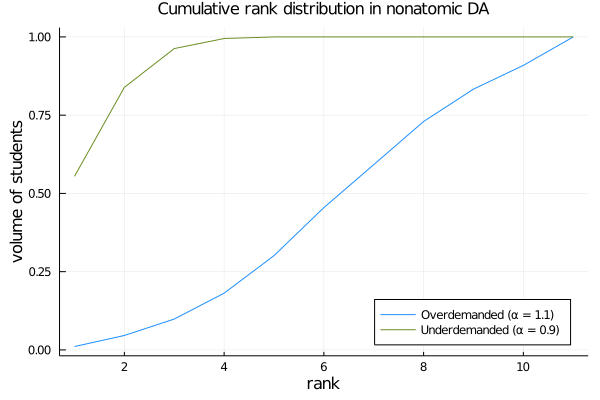 Cumulative rank distribution in nonatomic DA
volume of students
1.00
0.75
0.50
0.25
0.00
Overdemanded (α = 1.1)
Underdemanded (α = 0.9)
2 4 6 8 10
rank